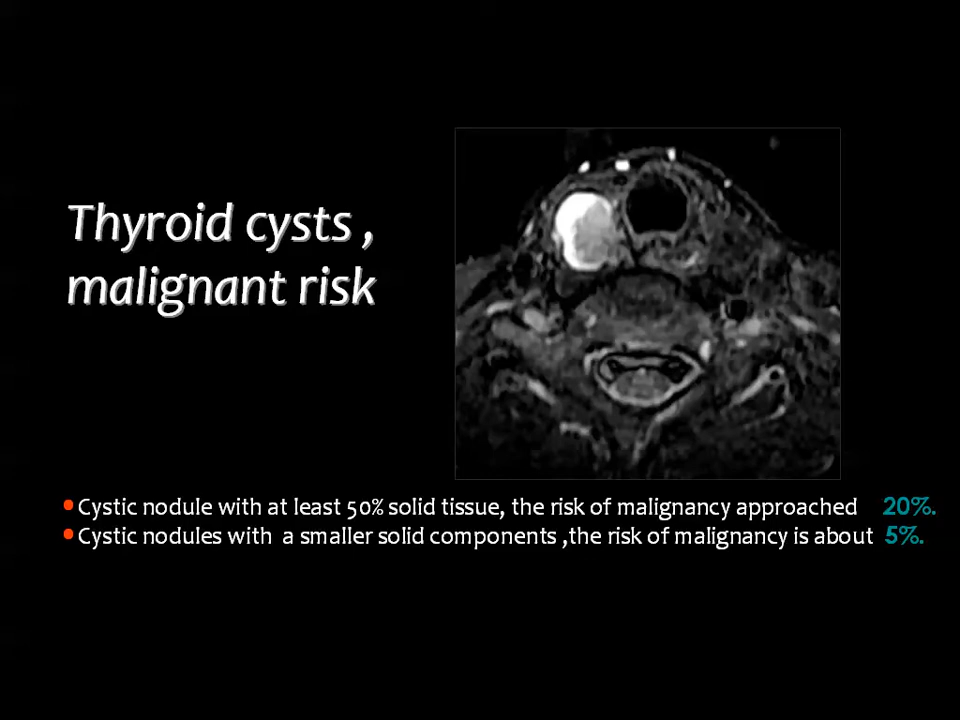 Thyroid cysts ,
malignant risk
• Cystic nodule with at least 50% solid tissue, the risk of malignancy approached 20%.
• Cystic nodules with a smaller solid components ,the risk of malignancy is about 5%.